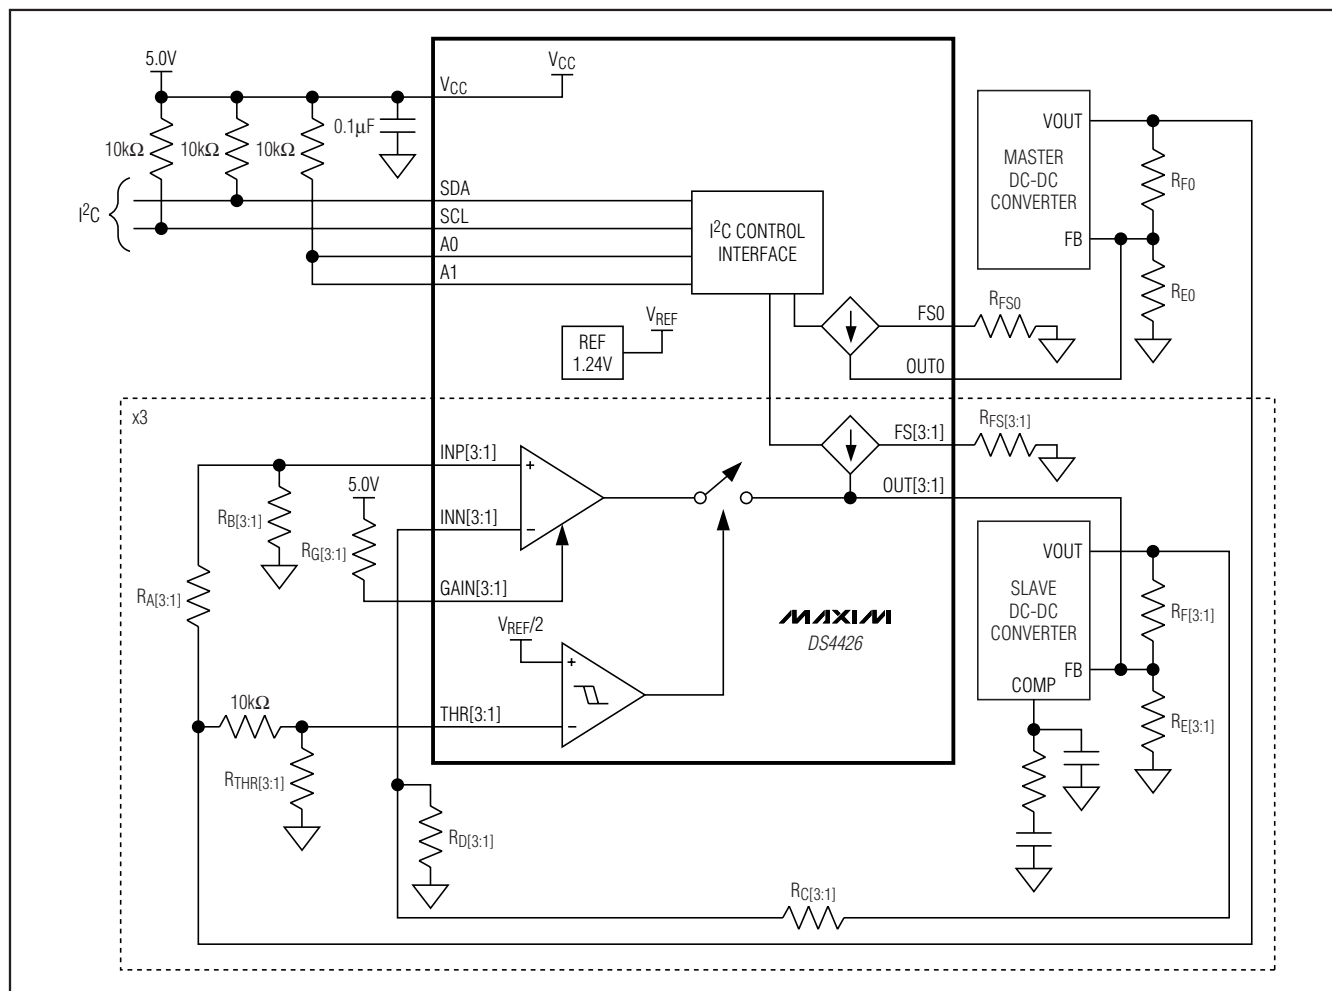 5.0V
VCC
VCC
0.1µF
10kΩ
10kΩ
10kΩ
I²C
SDA
SCL
A0
A1
I²C CONTROL
INTERFACE
VOUT
MASTER
DC-DC
CONVERTER
FB
RF0
RE0
RFS0
FS0
OUT0
VREF
REF
1.24V
x3
INP[3:1]
+
FS[3:1]
RFS[3:1]
OUT[3:1]
5.0V
RB[3:1]
INN[3:1]
−
RG[3:1]
GAIN[3:1]
RA[3:1]
VREF/2
+
MAXIM
DS4426
VOUT
SLAVE
DC-DC
CONVERTER
FB
COMP
RF[3:1]
RE[3:1]
10kΩ
THR[3:1]
−
RTHR[3:1]
RD[3:1]
RC[3:1]